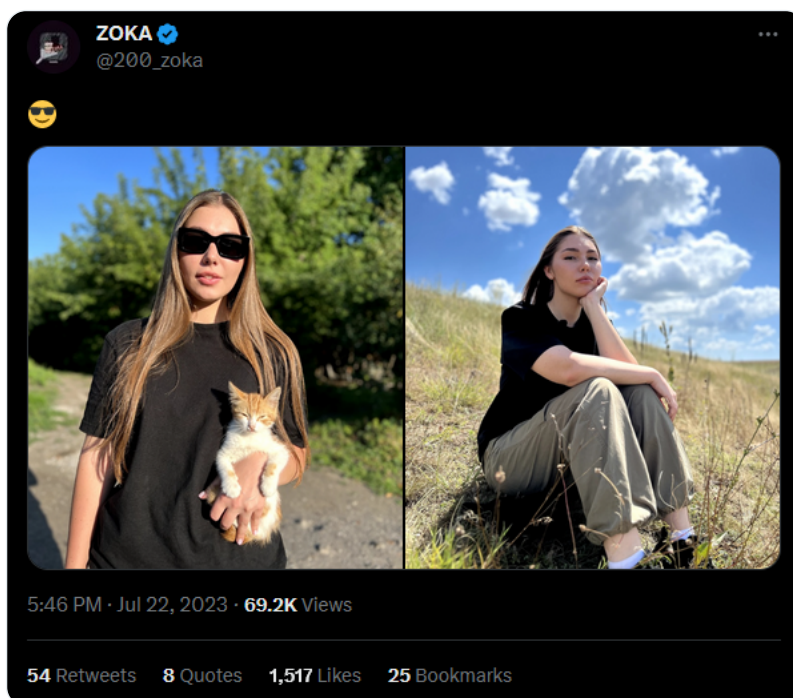 ZOKA
@200_zoka
😎
5:46 PM · Jul 22, 2023 · 69.2K Views
54 Retweets 8 Quotes 1,517 Likes 25 Bookmarks